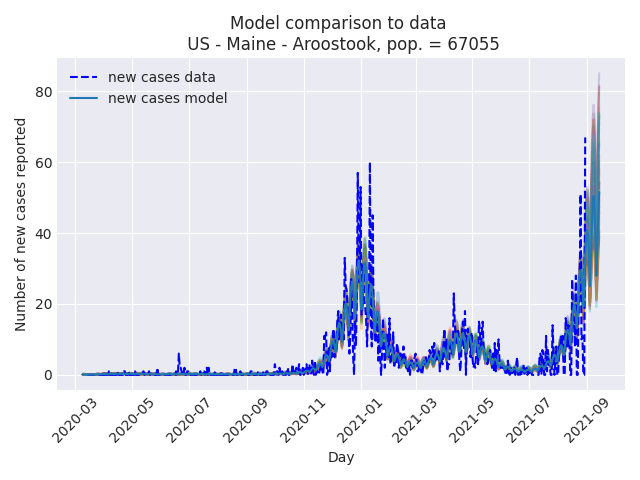 Model comparison to data
US - Maine - Aroostook, pop. = 67055
new cases data
new cases model
Number of new cases reported
80
60
40
20
0
2020-03
2020-05
2020-07
2020-09
2020-11
2021-01
2021-03
2021-05
2021-07
2021-09
Day